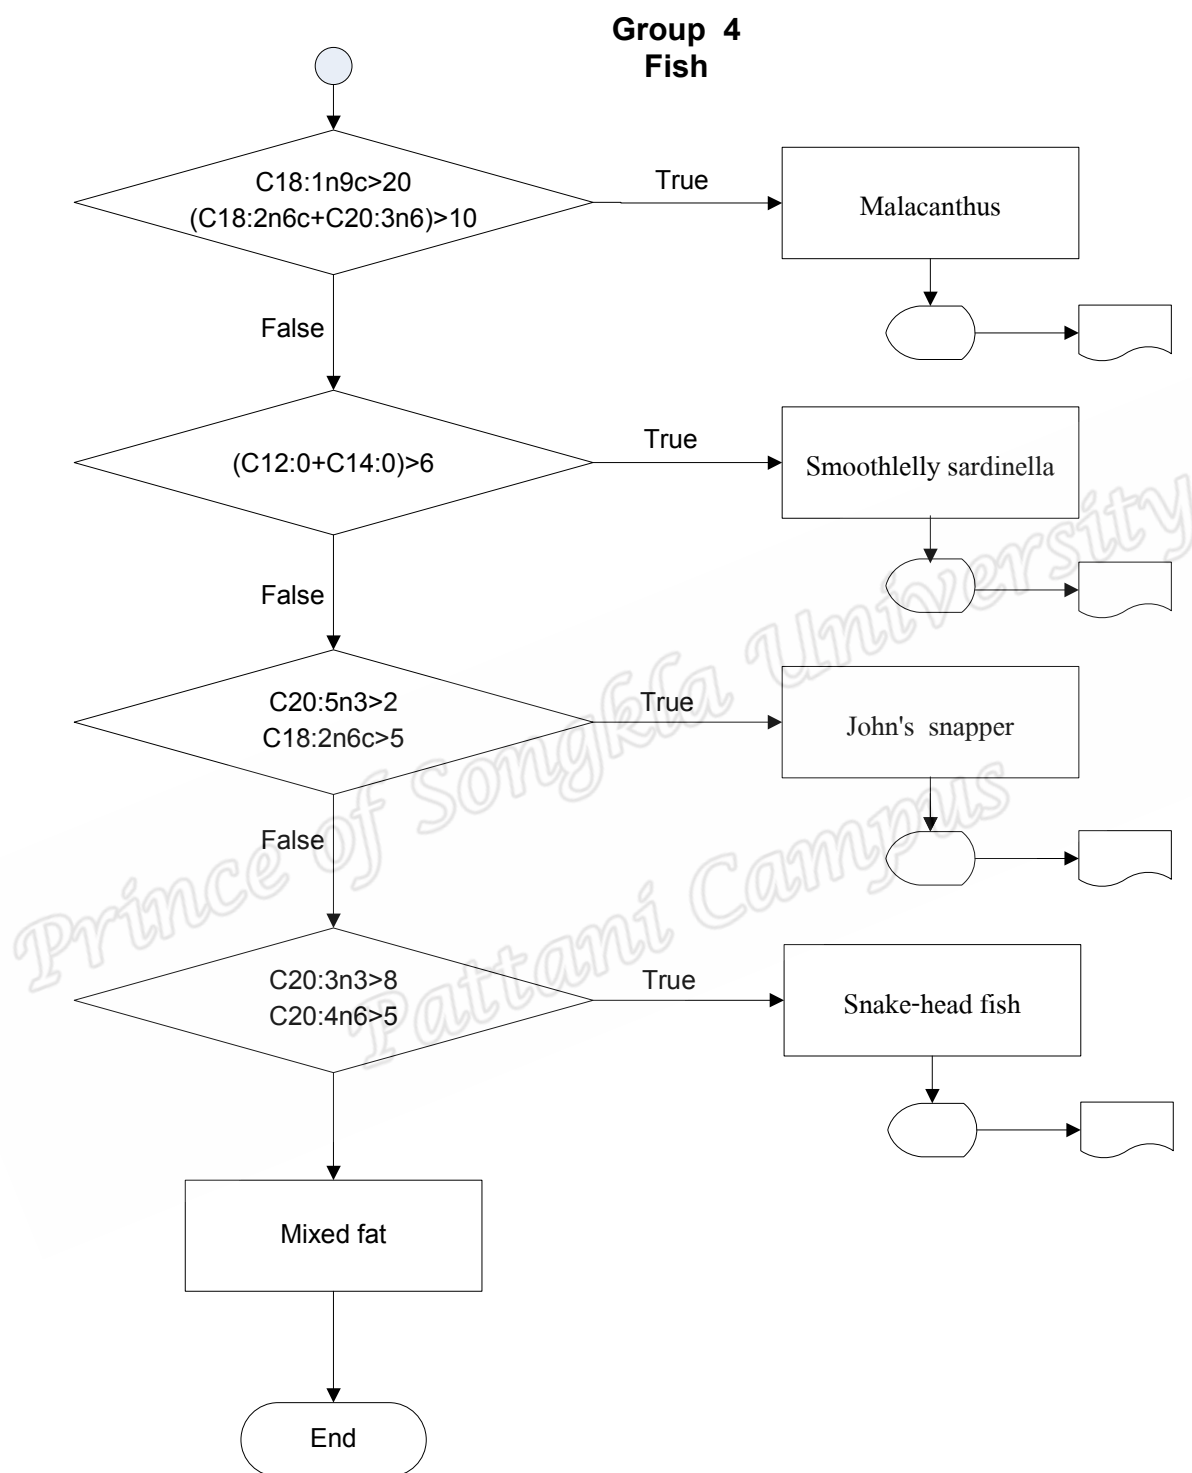 Group 4
Fish
C18:1n9c>20
(C18:2n6c+C20:3n6)>10
True
Malacanthus
False
(C12:0+C14:0)>6
True
Smoothlelly sardinella
False
C20:5n3>2
C18:2n6c>5
True
John's snapper
False
C20:3n3>8
C20:4n6>5
True
Snake-head fish
Mixed fat
End
Prince of Songkla University
Pattani Campus